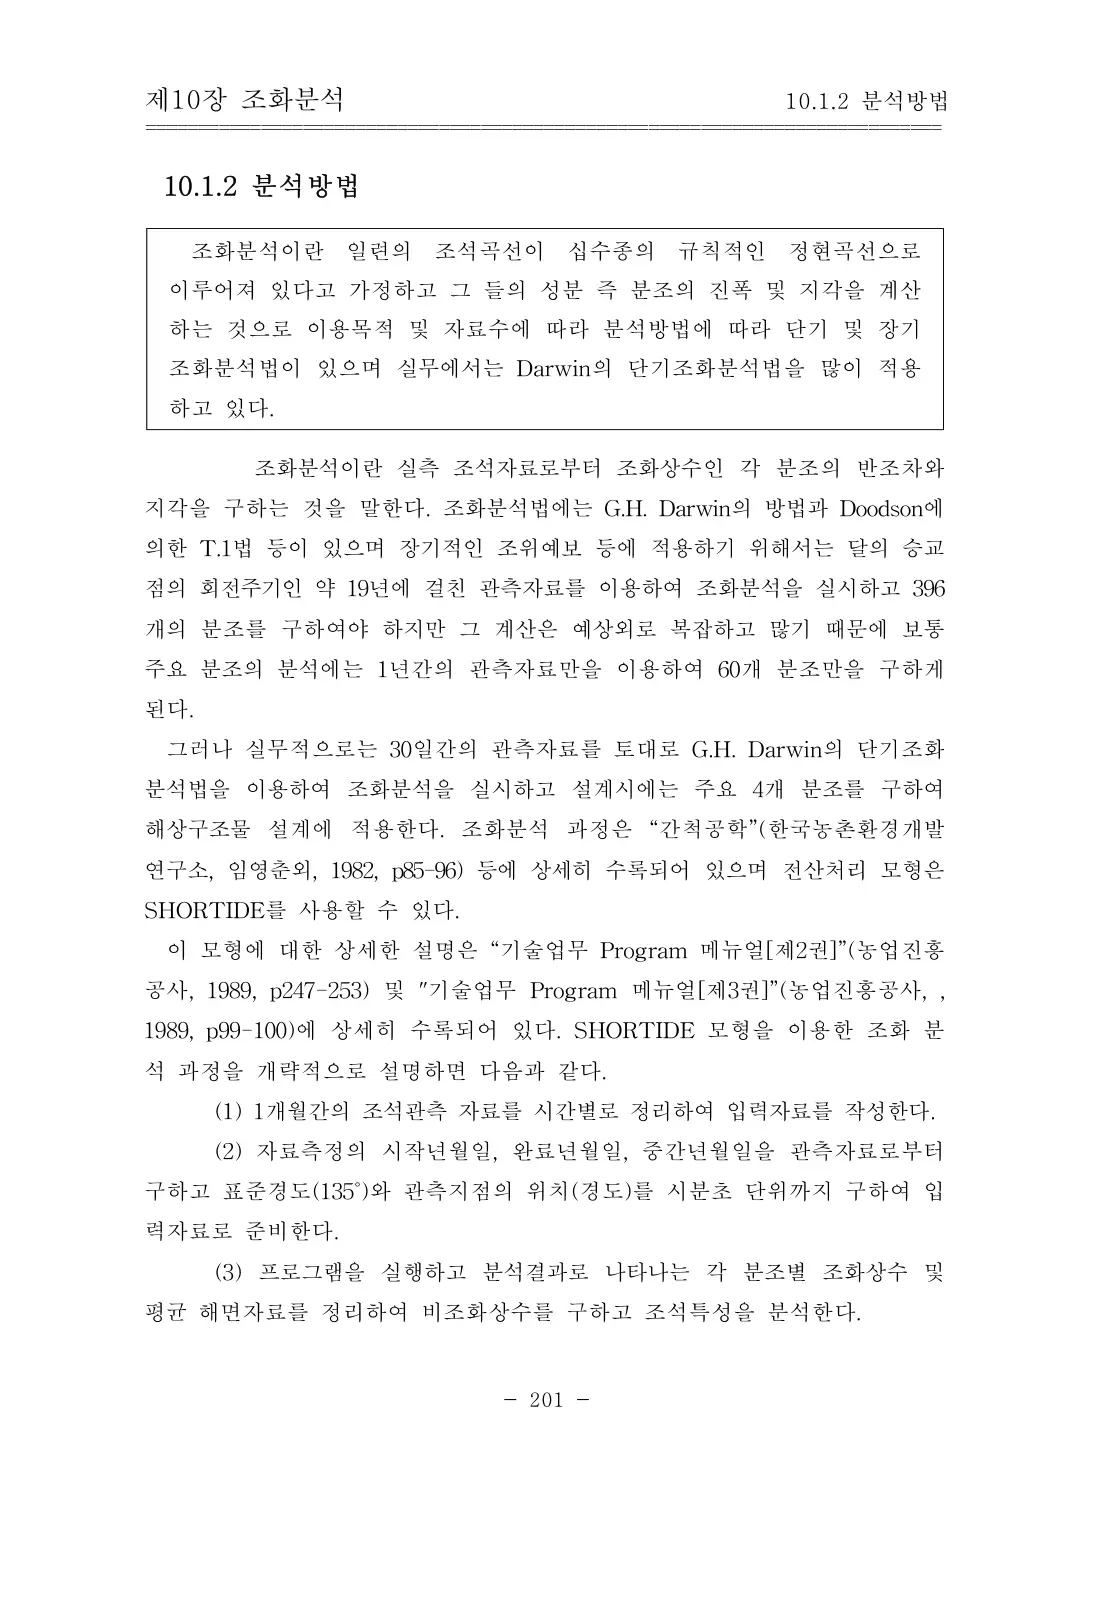 제10장 조화분석 10.1.2 분석방법
==========================================================================
10.1.2 분석방법
조화분석이란 일련의 조석곡선이 십수종의 규칙적인 정현곡선으로
이루어져 있다고 가정하고 그 들의 성분 즉 분조의 진폭 및 지각을 계산
하는 것으로 이용목적 및 자료수에 따라 분석방법에 따라 단기 및 장기
조화분석법이 있으며 실무에서는 Darwin의 단기조화분석법을 많이 적용
하고 있다.
조화분석이란 실측 조석자료로부터 조화상수인 각 분조의 반조차와
지각을 구하는 것을 말한다. 조화분석법에는 G.H. Darwin의 방법과 Doodson에
의한 T.1법 등이 있으며 장기적인 조위예보 등에 적용하기 위해서는 달의 승교
점의 회전주기인 약 19년에 걸친 관측자료를 이용하여 조화분석을 실시하고 396
개의 분조를 구하여야 하지만 그 계산은 예상외로 복잡하고 많기 때문에 보통
주요 분조의 분석에는 1년간의 관측자료만을 이용하여 60개 분조만을 구하게
된다.
그러나 실무적으로는 30일간의 관측자료를 토대로 G.H. Darwin의 단기조화
분석법을 이용하여 조화분석을 실시하고 설계시에는 주요 4개 분조를 구하여
해상구조물 설계에 적용한다. 조화분석 과정은 “간척공학”(한국농촌환경개발
연구소, 임영춘외, 1982, p85-96) 등에 상세히 수록되어 있으며 전산처리 모형은
SHORTIDE를 사용할 수 있다.
이 모형에 대한 상세한 설명은 “기술업무 Program 메뉴얼[제2권]”(농업진흥
공사, 1989, p247-253) 및 "기술업무 Program 메뉴얼[제3권]”(농업진흥공사, ,
1989, p99-100)에 상세히 수록되어 있다. SHORTIDE 모형을 이용한 조화 분
석 과정을 개략적으로 설명하면 다음과 같다.
(1) 1개월간의 조석관측 자료를 시간별로 정리하여 입력자료를 작성한다.
(2) 자료측정의 시작년월일, 완료년월일, 중간년월일을 관측자료로부터
구하고 표준경도(135°)와 관측지점의 위치(경도)를 시분초 단위까지 구하여 입
력자료로 준비한다.
(3) 프로그램을 실행하고 분석결과로 나타나는 각 분조별 조화상수 및
평균 해면자료를 정리하여 비조화상수를 구하고 조석특성을 분석한다.
- 201 -